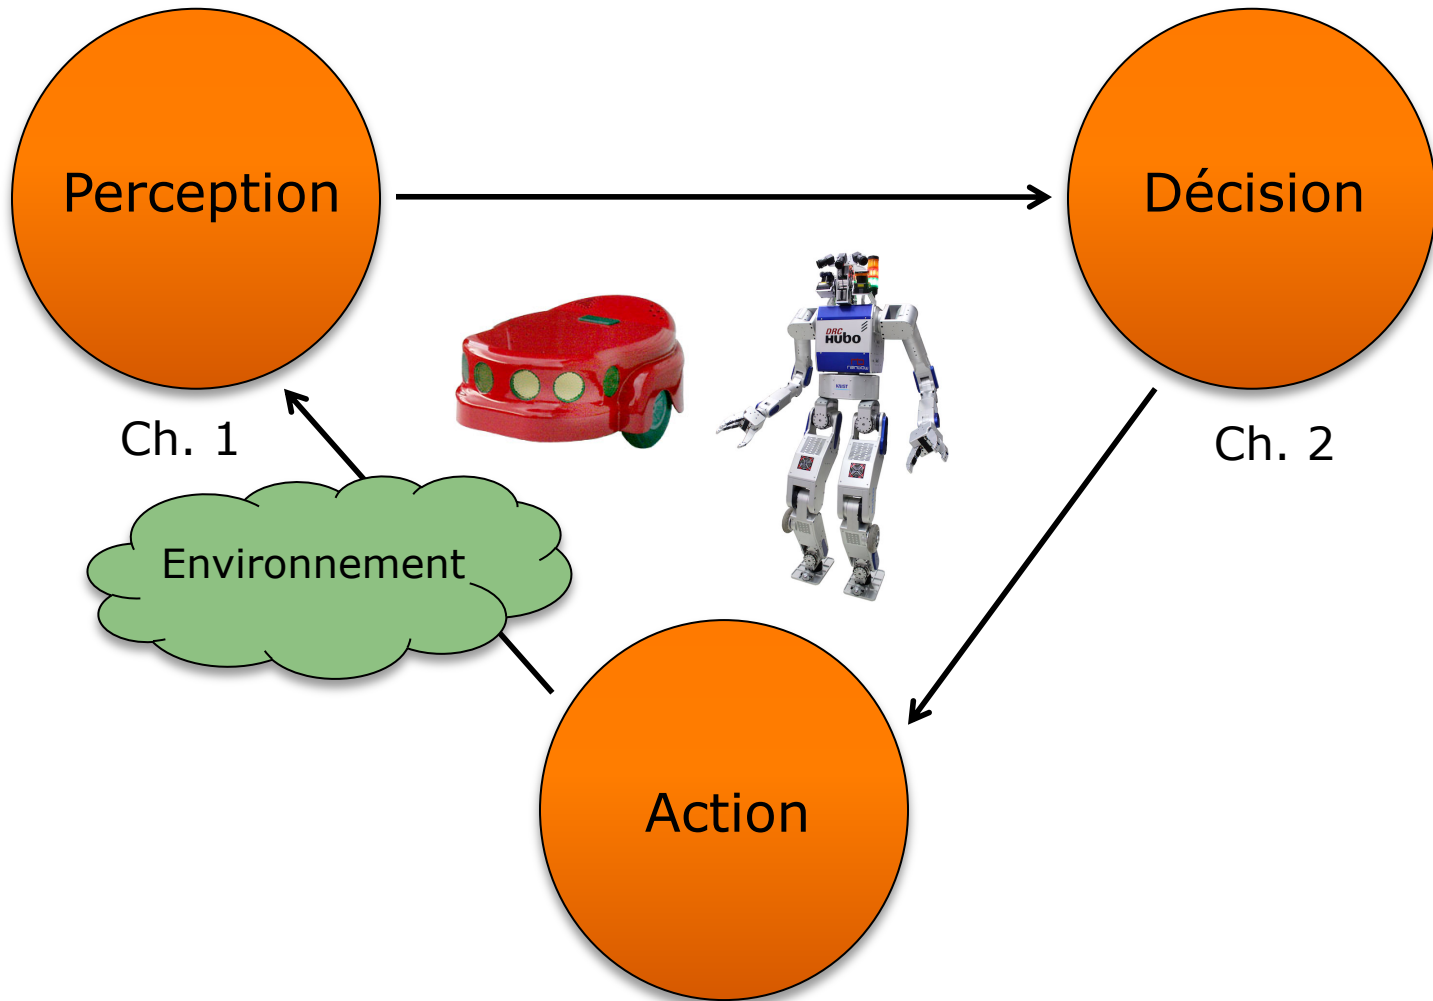 Perception
Décision
DRC
HUBO
Ch. 1
Ch. 2
Environnement
Action